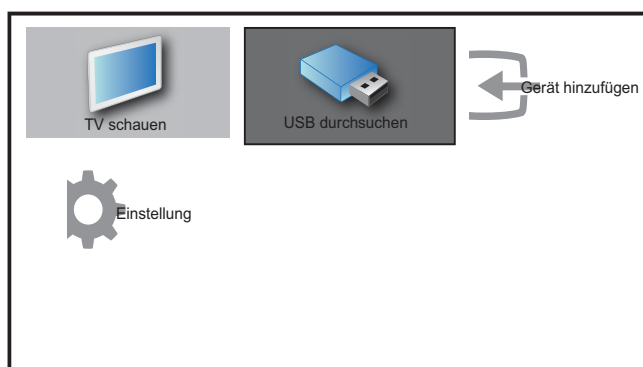 TV schauen
USB durchsuchen
Gerät hinzufügen
Einstellung